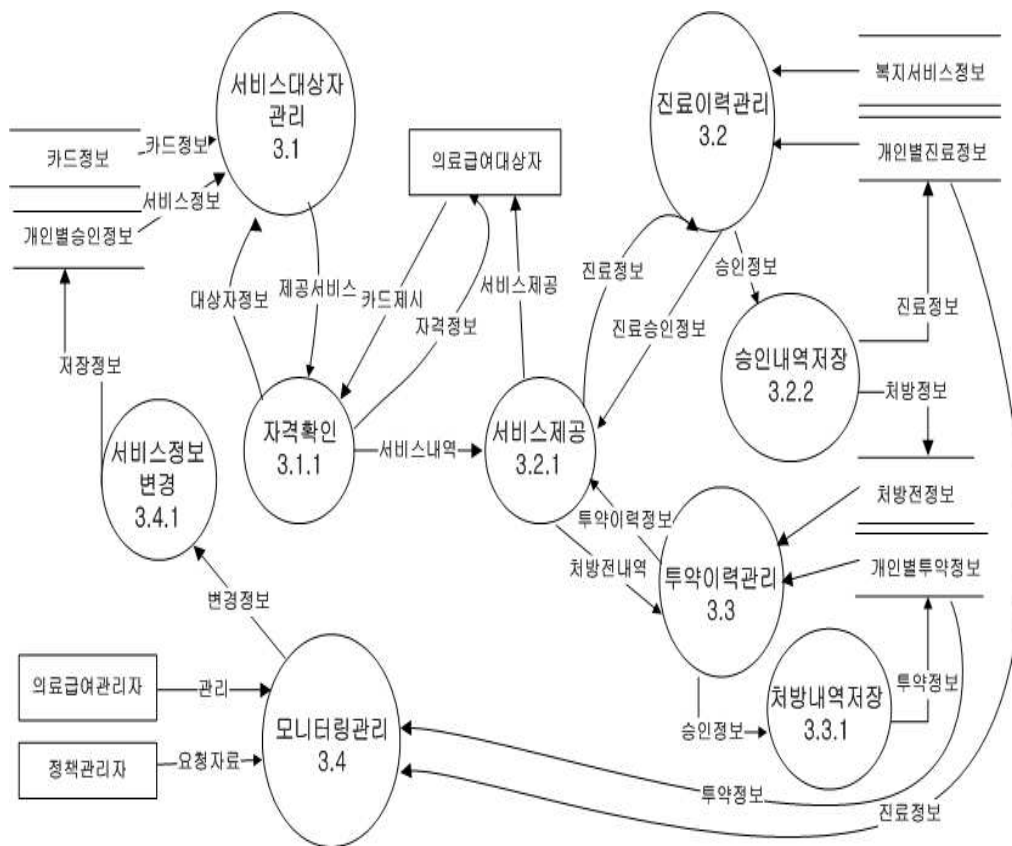 서비스대상자
관리
3.1
진료이력관리
3.2
복지서비스정보
카드정보
카드정보
의료급여대상자
개인별진료정보
서비스정보
개인별승인정보
대상자정보
제공서비스
카드제시
자격정보
서비스제공
진료정보
진료승인정보
승인정보
진료정보
저장정보
승인내역저장
3.2.2
처방정보
서비스정보
변경
3.4.1
자격확인
3.1.1
서비스내역
서비스제공
3.2.1
처방전정보
투약이력정보
처방전내역
투약이력관리
3.3
개인별투약정보
변경정보
의료급여관리자
관리
모니터링관리
3.4
승인정보
처방내역저장
3.3.1
투약정보
정책관리자
요청자료
투약정보
진료정보